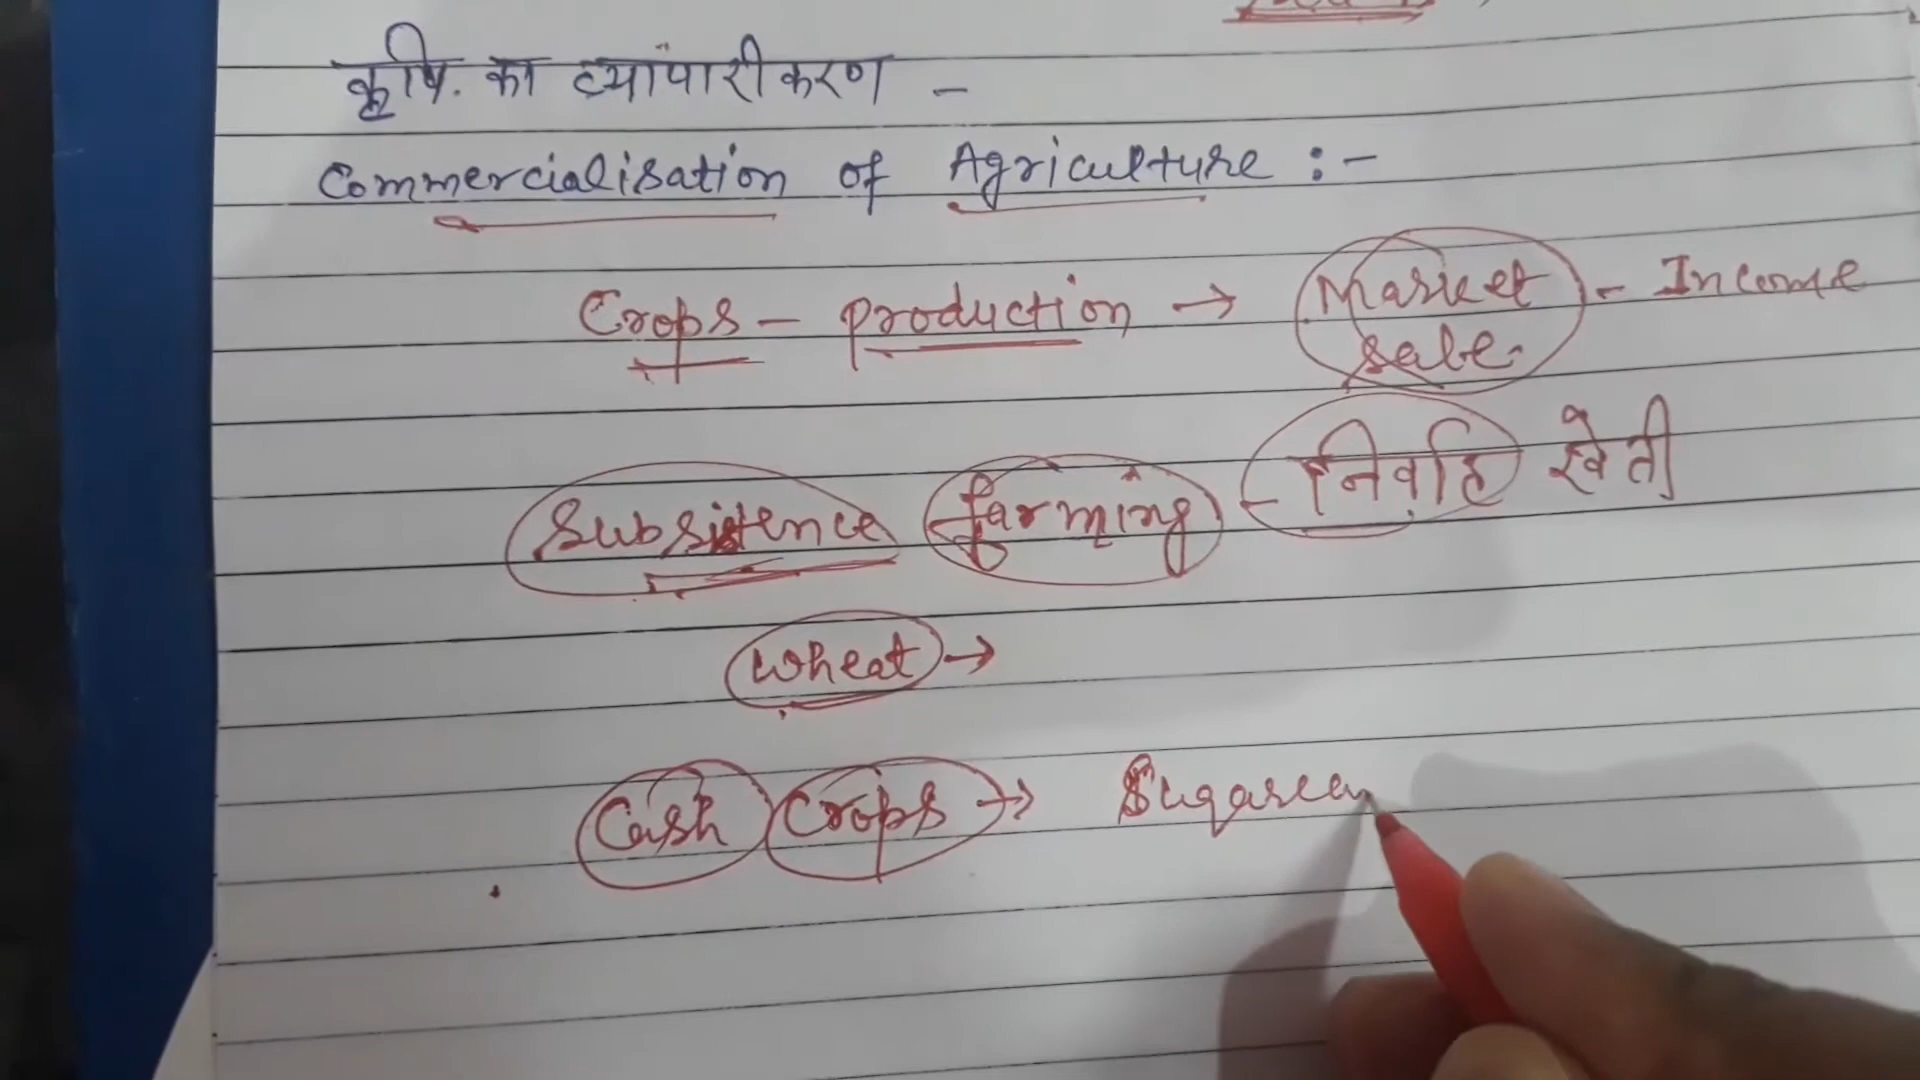 कृषि का व्यापारीकरण -
Commercialisation of Agriculture :-
Crops - production → Market sale. - Income
Subsistence farming - निर्वाह खेती
Wheat →
Cash Crops → Sugarcan